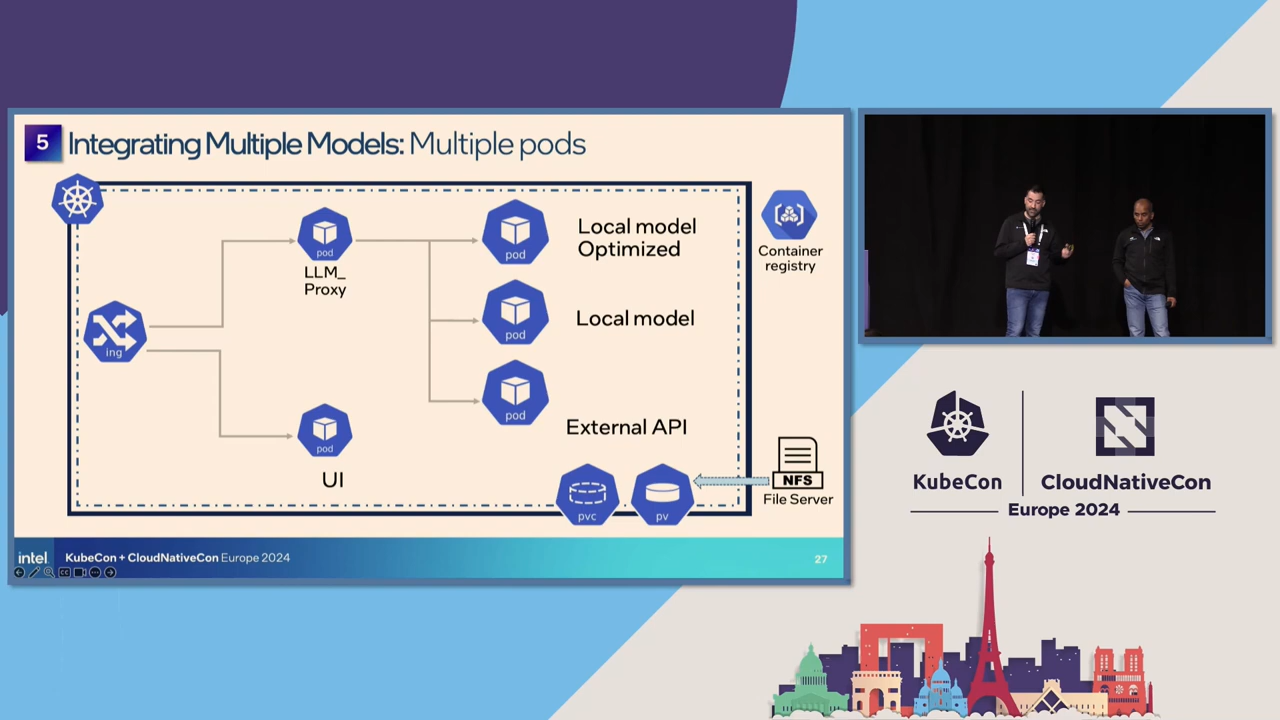 5
Integrating Multiple Models: Multiple pods
pod
LLM_
Proxy
pod
Local model
Optimized
Container
registry
pod
Local model
ing
pod
External API
pod
UI
pvc
pv
NFS
File Server
intel
KubeCon + CloudNativeCon Europe 2024
27
KubeCon
CloudNativeCon
Europe 2024